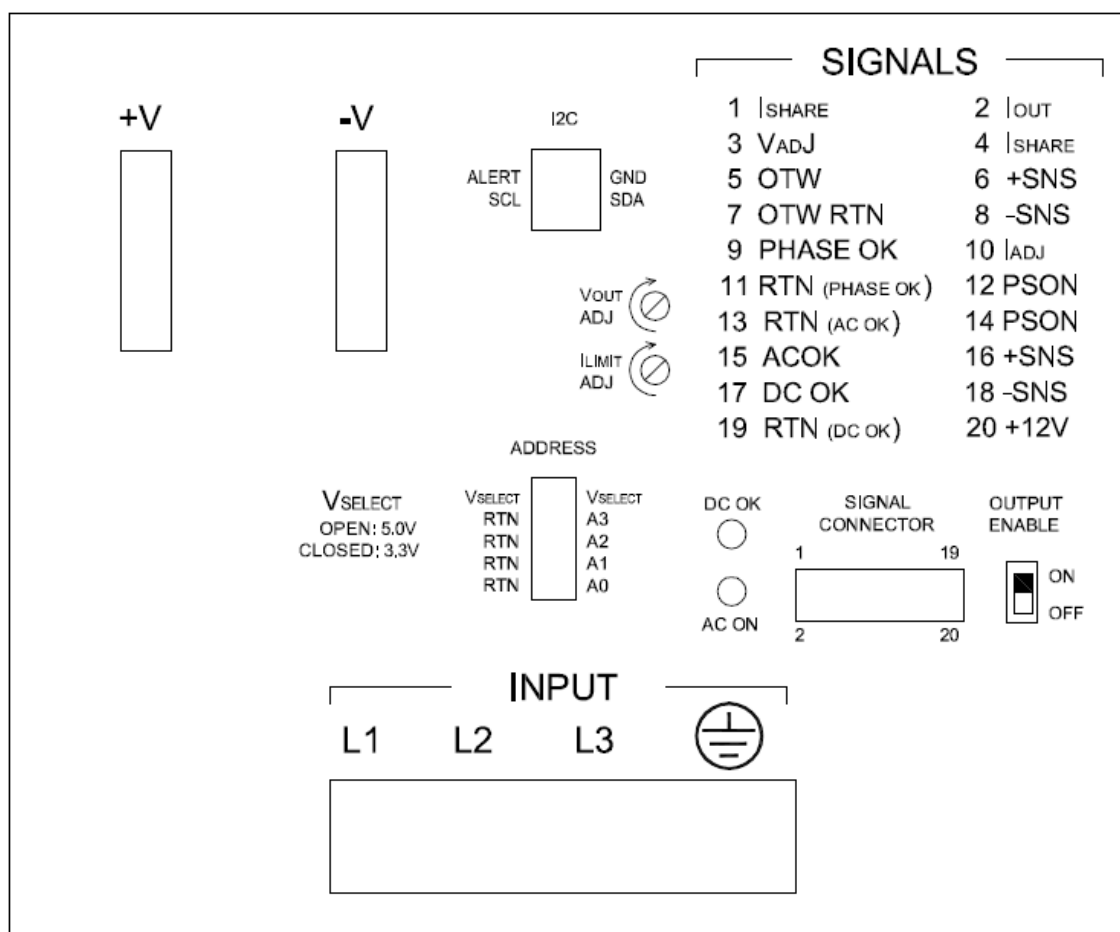 +V
-V
I2C
ALERT
SCL
GND
SDA
VOUT
ADJ
ILIMIT
ADJ
SIGNALS
1 ISHARE 2 IOUT
3 VADJ 4 ISHARE
5 OTW 6 +SNS
7 OTW RTN 8 -SNS
9 PHASE OK 10 IADJ
11 RTN (PHASE OK) 12 PSON
13 RTN (AC OK) 14 PSON
15 ACOK 16 +SNS
17 DC OK 18 -SNS
19 RTN (DC OK) 20 +12V
VSELECT
OPEN: 5.0V
CLOSED: 3.3V
ADDRESS
VSELECT VSELECT
RTN A3
RTN A2
RTN A1
RTN A0
DC OK
AC ON
SIGNAL
CONNECTOR
1 19
2 20
OUTPUT
ENABLE
ON
OFF
INPUT
L1 L2 L3